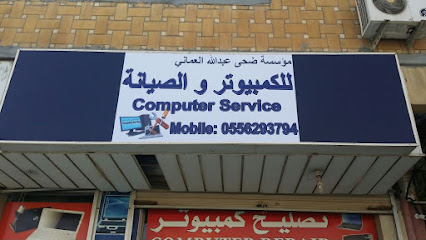 مؤسسة ضحى عبدالله العماني
للكمبيوتر و الصيانة
Computer Service
Mobile: 0556293794
تصليح كمبيوتر
COMPUTER REPAIR